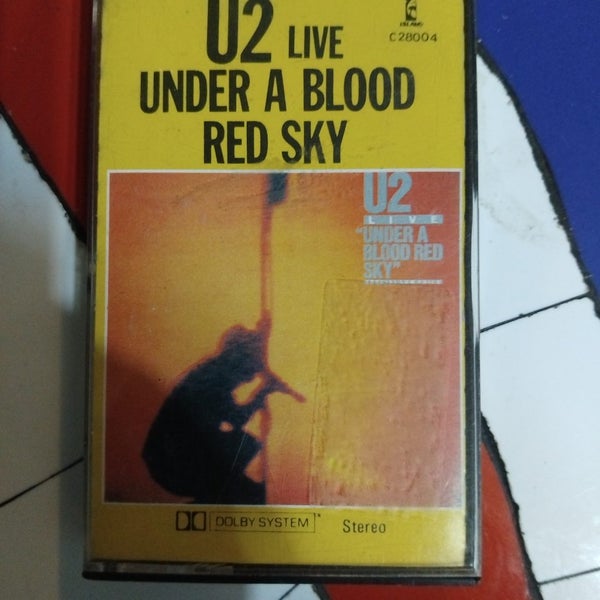 U2 LIVE
C28004
UNDER A BLOOD
RED SKY
U2
LIVE
"UNDER A
BLOOD RED
SKY"
DOLBY SYSTEM
Stereo